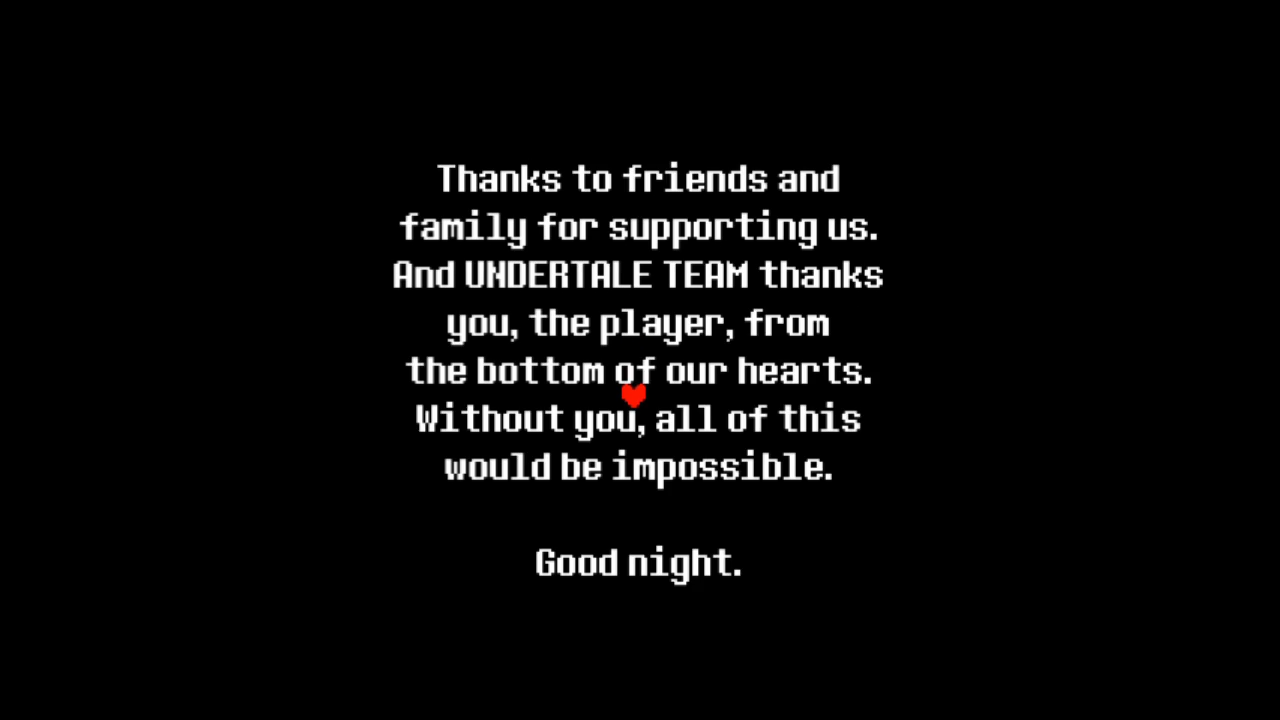 Thanks to friends and
family for supporting us.
And UNDERTALE TEAM thanks
you, the player, from
the bottom of our hearts.
Without you, all of this
would be impossible.
Good night.